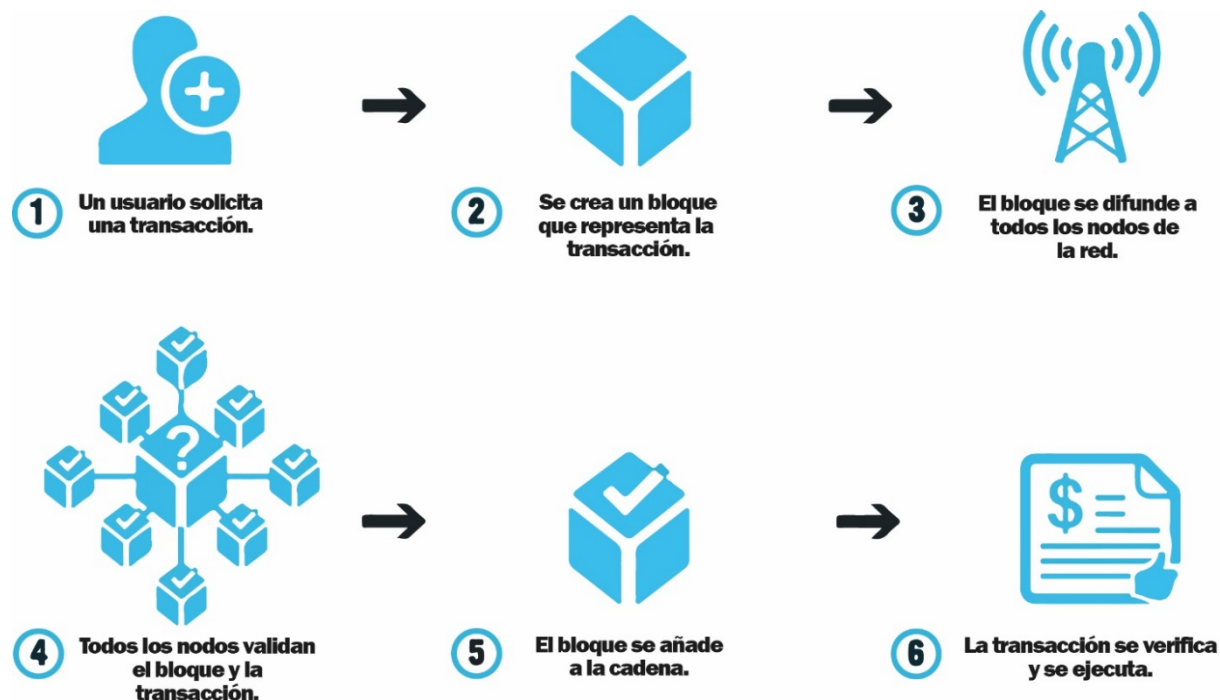 1
Un usuario solicita
una transacción.
2
Se crea un bloque
que representa la
transacción.
3
El bloque se difunde a
todos los nodos de
la red.
?
4
Todos los nodos validan
el bloque y la
transacción.
5
El bloque se añade
a la cadena.
$
6
La transacción se verifica
y se ejecuta.